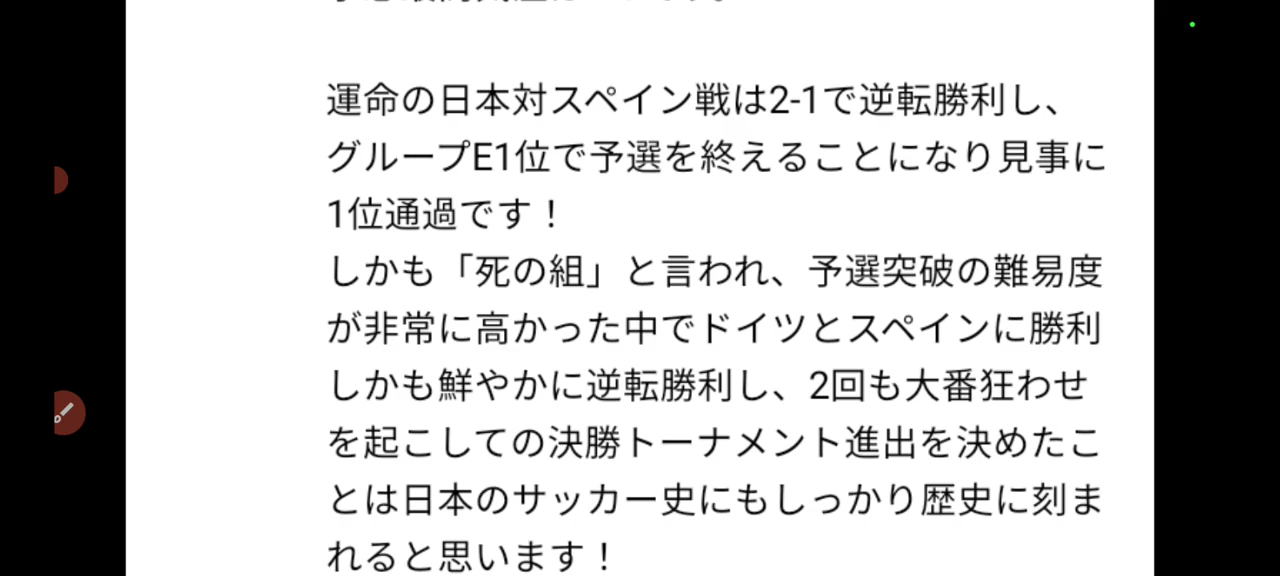 運命の日本対スペイン戦は2-1で逆転勝利し、
グループE1位で予選を終えることになり見事に
1位通過です！
しかも「死の組」と言われ、予選突破の難易度
が非常に高かった中でドイツとスペインに勝利
しかも鮮やかに逆転勝利し、2回も大番狂わせ
を起こしての決勝トーナメント進出を決めたこ
とは日本のサッカー史にもしっかり歴史に刻ま
れると思います！